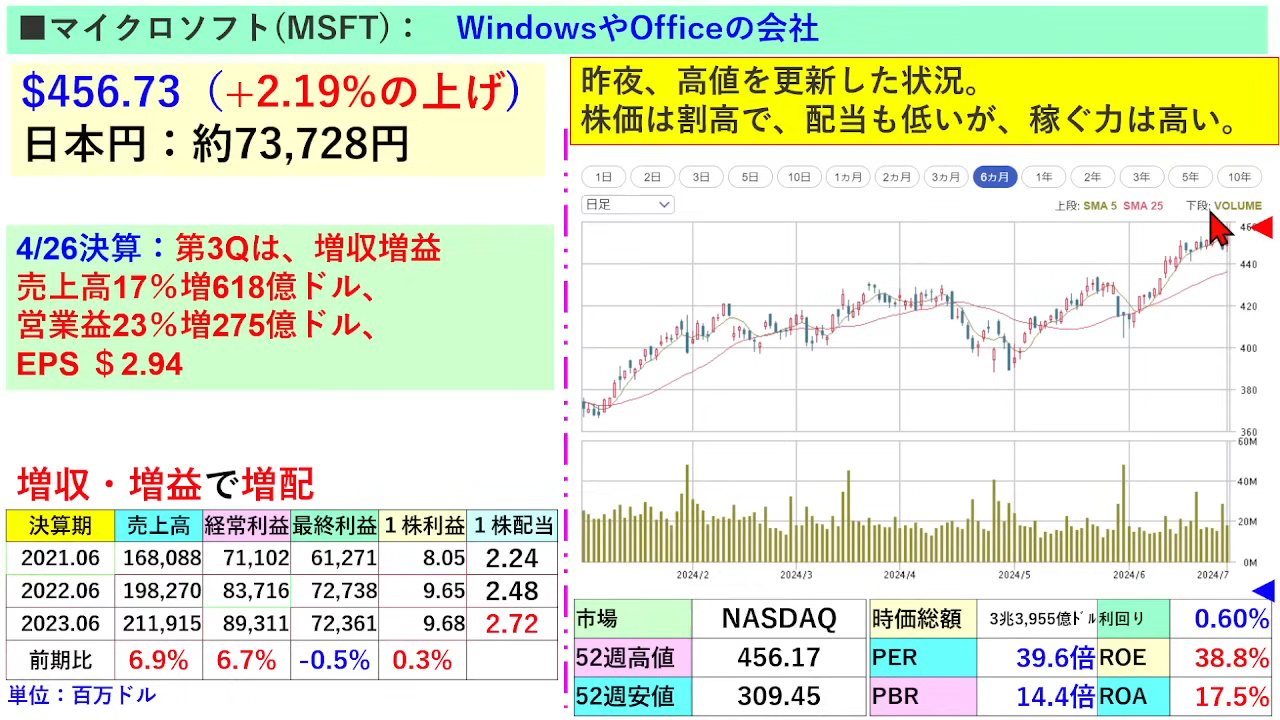 ■マイクロソフト(MSFT)： WindowsやOfficeの会社
$456.73（+2.19%の上げ）
日本円：約73,728円
4/26決算：第3Qは、増収増益
売上高17%増618億ドル、
営業益23%増275億ドル、
EPS ＄2.94
増収・増益で増配
決算期 売上高 経常利益 最終利益 １株利益 １株配当
2021.06 168,088 71,102 61,271 8.05 2.24
2022.06 198,270 83,716 72,738 9.65 2.48
2023.06 211,915 89,311 72,361 9.68 2.72
前期比 6.9% 6.7% -0.5% 0.3%
単位：百万ドル
昨夜、高値を更新した状況。
株価は割高で、配当も低いが、稼ぐ力は高い。
1日 2日 3日 5日 10日 1ヵ月 2ヵ月 3ヵ月 6ヵ月 1年 2年 3年 5年 10年
日足
上段: SMA 5 SMA 25 下段: VOLUME
460
440
420
400
380
360
60M
40M
20M
0M
2024/2 2024/3 2024/4 2024/5 2024/6 2024/7
市場 NASDAQ 時価総額 3兆3,955億ドル 利回り 0.60%
52週高値 456.17 PER 39.6倍 ROE 38.8%
52週安値 309.45 PBR 14.4倍 ROA 17.5%